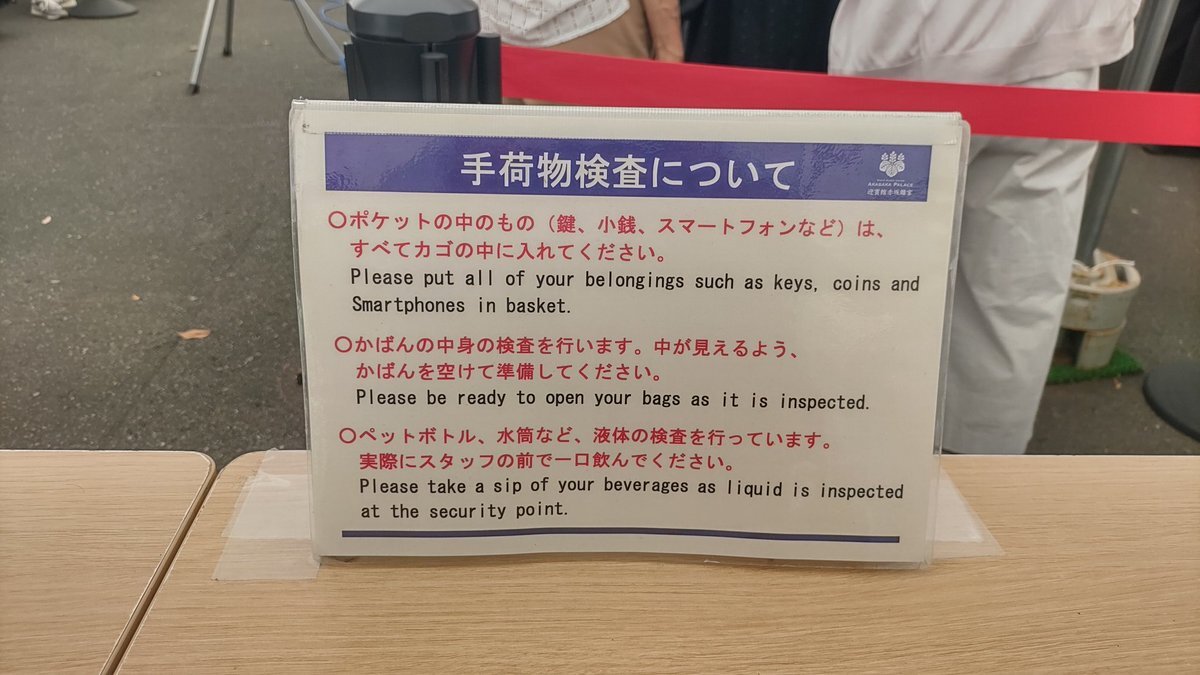 手荷物検査について
AKASAKA PALACE
迎賓館赤坂離宮
〇ポケットの中のもの（鍵、小銭、スマートフォンなど）は、
すべてカゴの中に入れてください。
Please put all of your belongings such as keys, coins and
Smartphones in basket.
〇かばんの中身の検査を行います。中が見えるよう、
かばんを空けて準備してください。
Please be ready to open your bags as it is inspected.
〇ペットボトル、水筒など、液体の検査を行っています。
実際にスタッフの前で一口飲んでください。
Please take a sip of your beverages as liquid is inspected
at the security point.